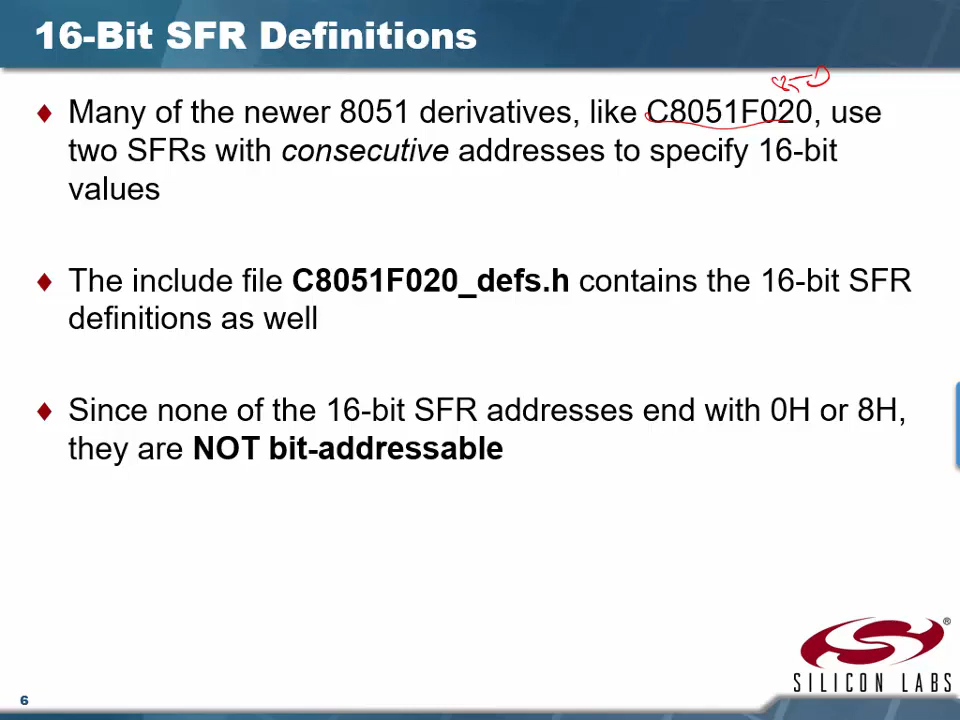 16-Bit SFR Definitions
Many of the newer 8051 derivatives, like C8051F020, use
two SFRs with consecutive addresses to specify 16-bit
values
The include file C8051F020_defs.h contains the 16-bit SFR
definitions as well
Since none of the 16-bit SFR addresses end with 0H or 8H,
they are NOT bit-addressable
®
SILICON LABS
6